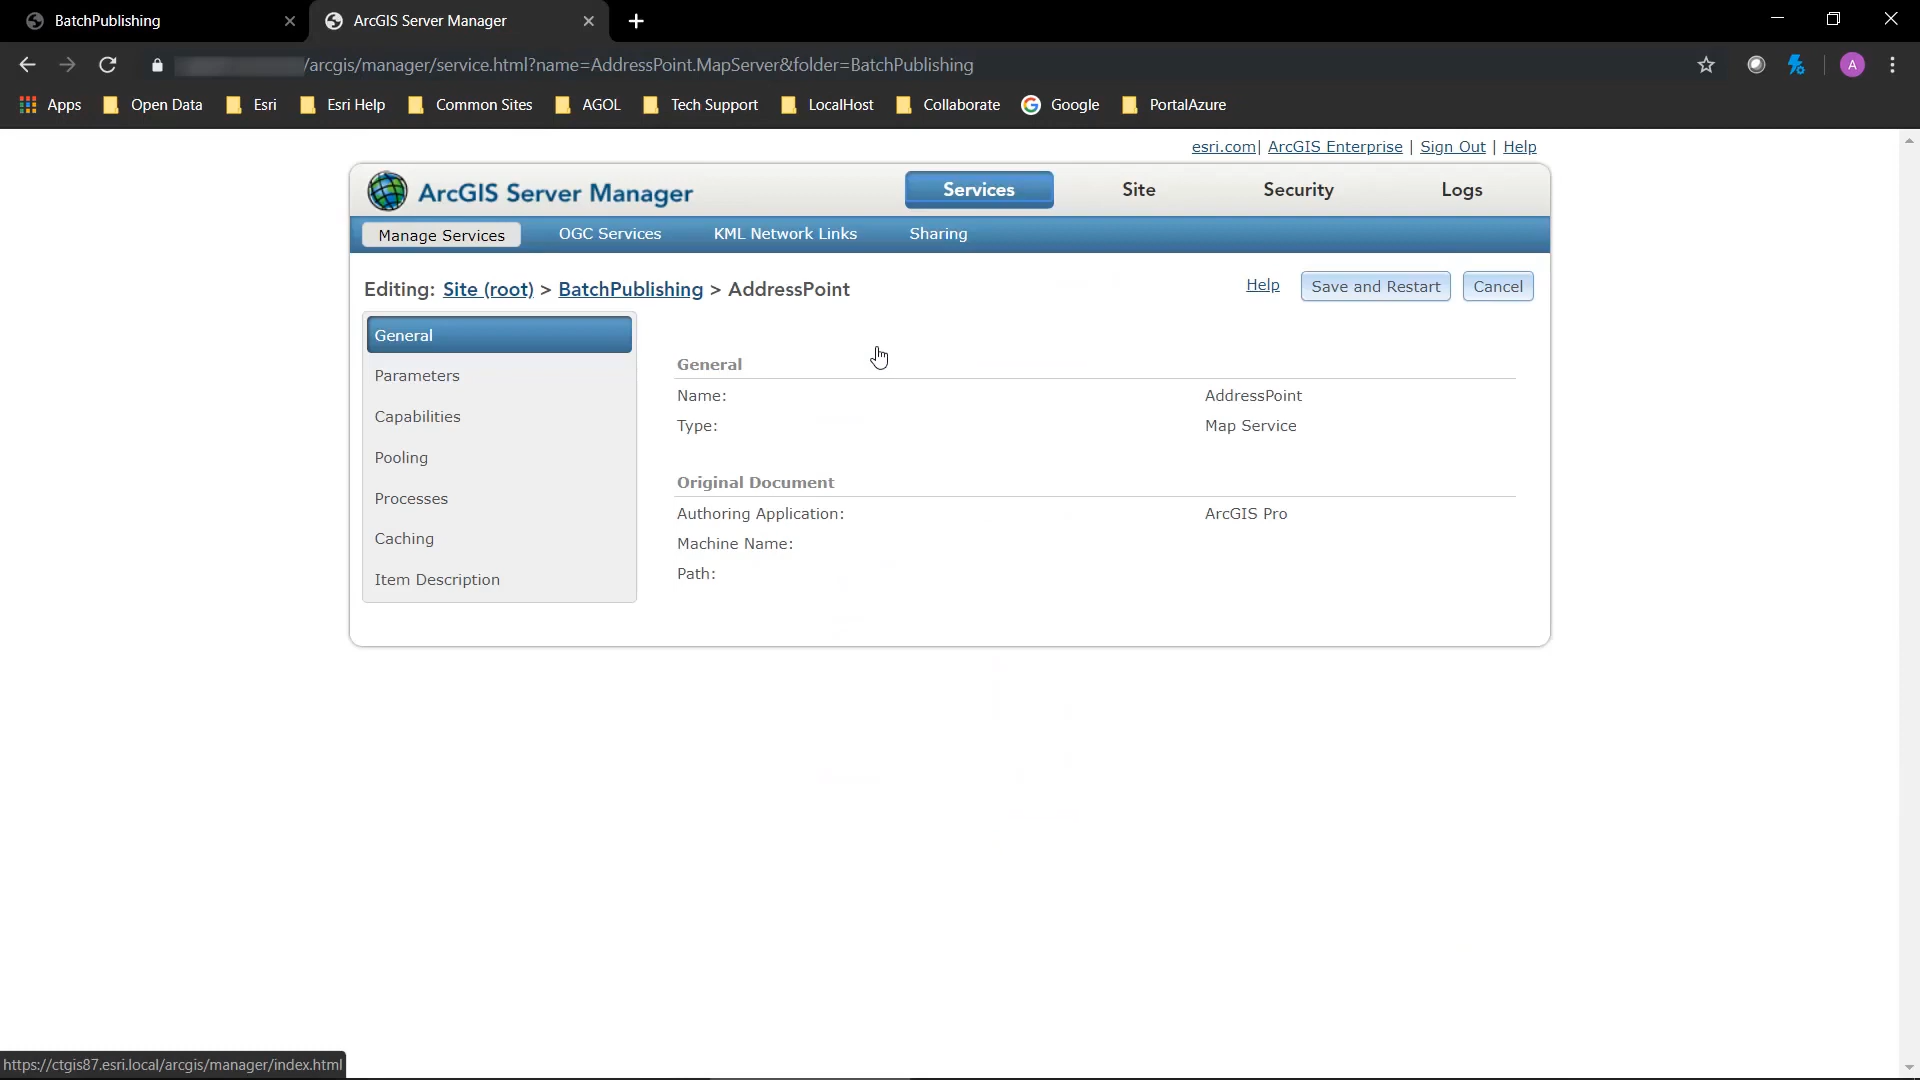 BatchPublishing
ArcGIS Server Manager
/arcgis/manager/service.html?name=AddressPoint.MapServer&folder=BatchPublishing
A
Apps Open Data Esri Esri Help Common Sites AGOL Tech Support LocalHost Collaborate Google PortalAzure
esri.com | ArcGIS Enterprise | Sign Out | Help
ArcGIS Server Manager
Services Site Security Logs
Manage Services OGC Services KML Network Links Sharing
Editing: Site (root) > BatchPublishing > AddressPoint
Help Save and Restart Cancel
General
Parameters
Capabilities
Pooling
Processes
Caching
Item Description
General
Name: AddressPoint
Type: Map Service
Original Document
Authoring Application: ArcGIS Pro
Machine Name:
Path:
https://ctgis87.esri.local/arcgis/manager/index.html